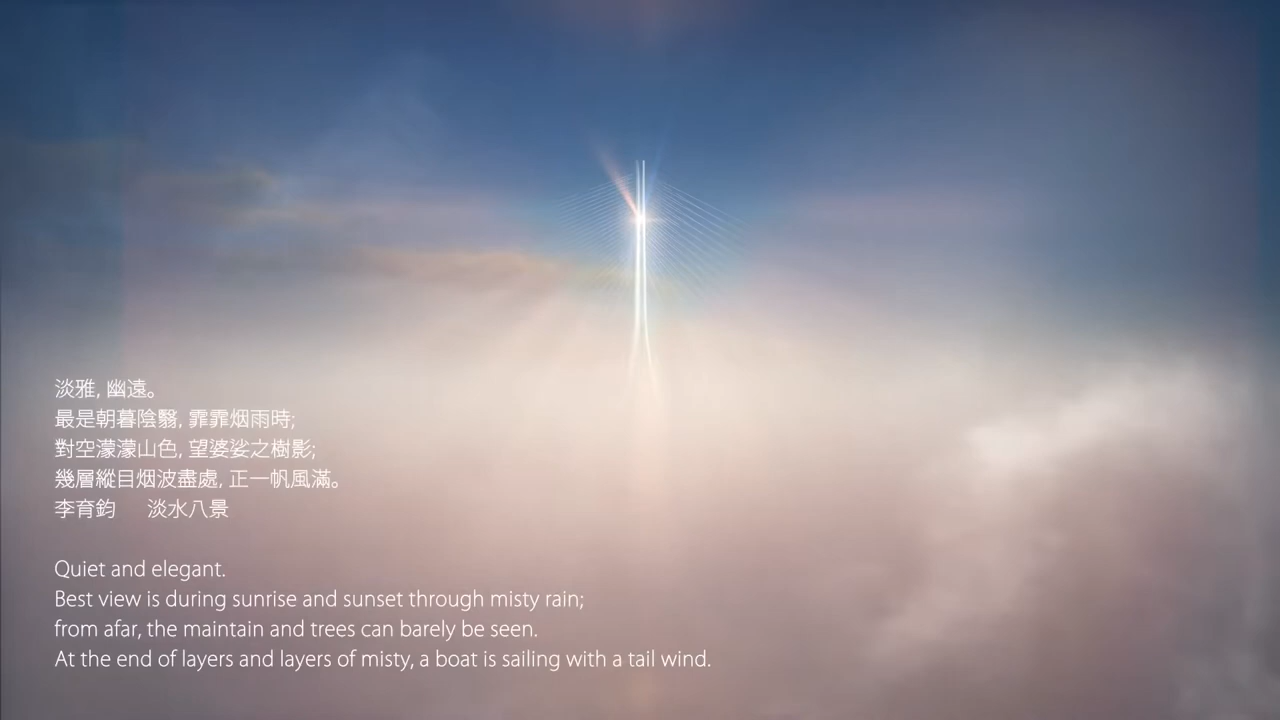 淡雅, 幽遠。
最是朝暮陰翳, 霏霏烟雨時;
對空濛濛山色, 望婆娑之樹影;
幾層縱目烟波盡處, 正一帆風滿。
李育鈞 淡水八景
Quiet and elegant.
Best view is during sunrise and sunset through misty rain;
from afar, the maintain and trees can barely be seen.
At the end of layers and layers of misty, a boat is sailing with a tail wind.